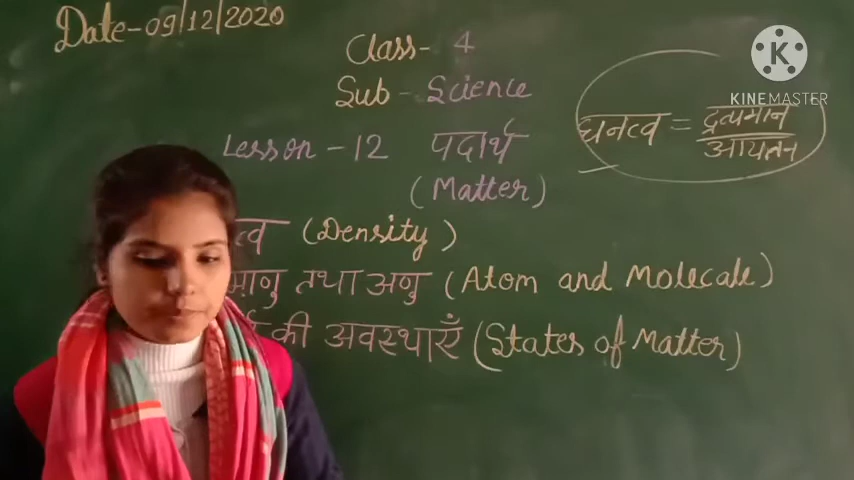 Date-09/12/2020
Class- 4
Sub - Science
Lesson -12 पदार्थ
(Matter)
घनत्व = द्रव्यमान
आयतन
K
KINEMASTER
(Density)
तथा अणु (Atom and Molecale)
की अवस्थाएँ (States of Matter)